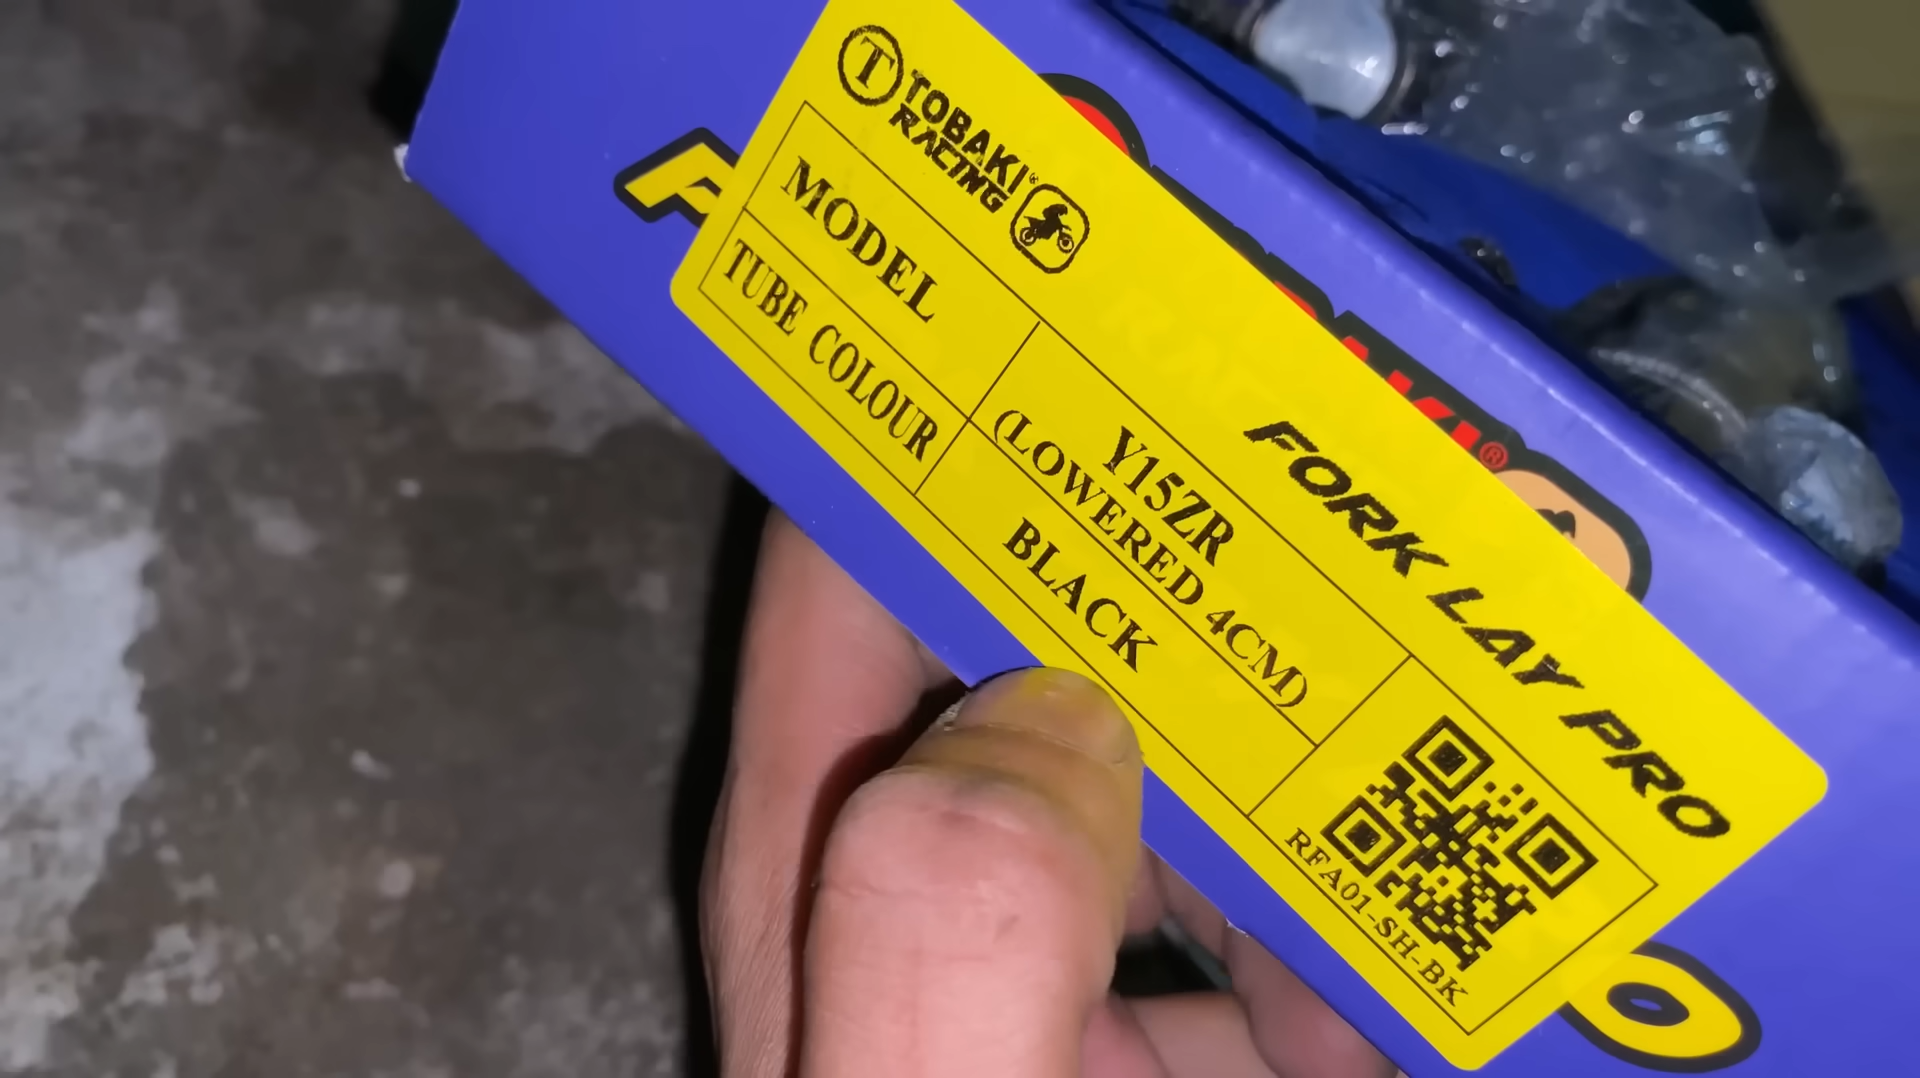 T TOBAKI®
RACING
FORK LAY PRO
MODEL
Y15ZR
(LOWERED 4CM)
TUBE COLOUR
BLACK
RFA01-SH-BK